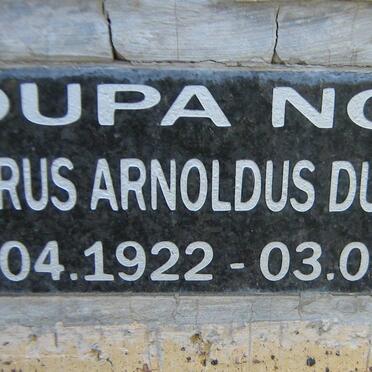 OUPA NO
RUS ARNOLDUS DU
04.1922 - 03.0